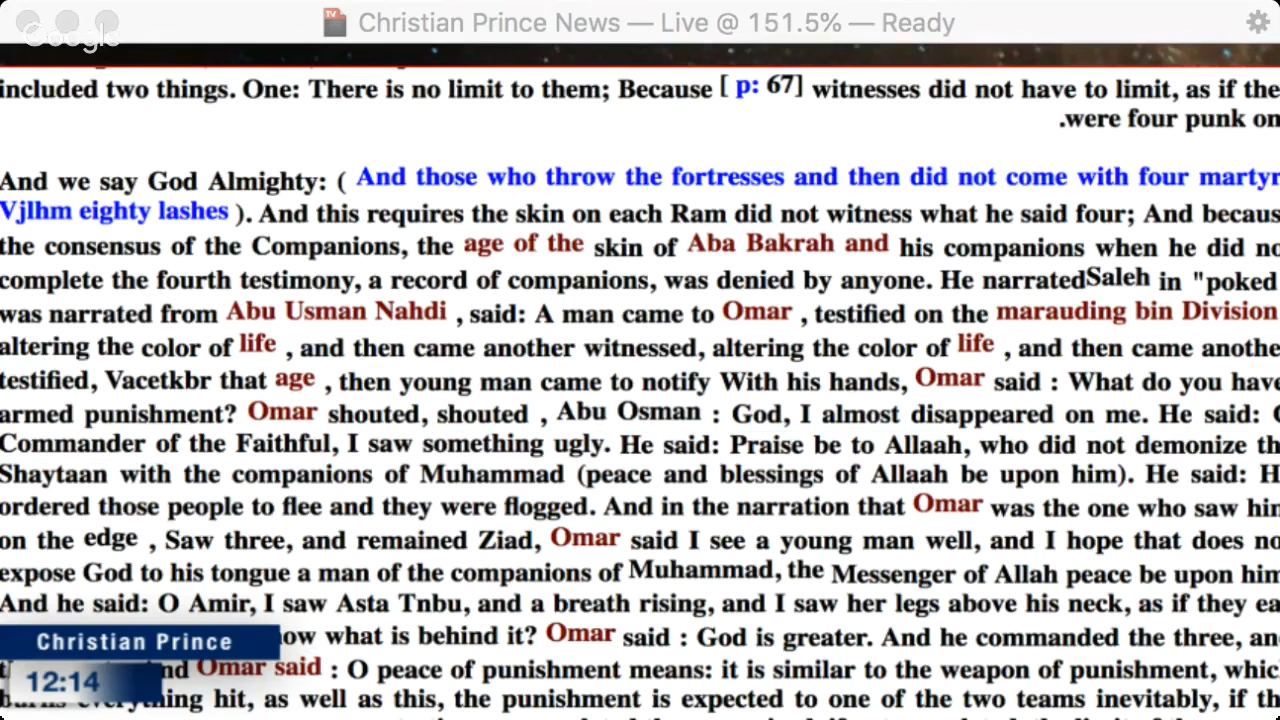 Christian Prince News — Live @ 151.5% — Ready
Google
included two things. One: There is no limit to them; Because [ p: 67] witnesses did not have to limit, as if the
.were four punk on
And we say God Almighty: ( And those who throw the fortresses and then did not come with four martyr
Vjlhm eighty lashes ). And this requires the skin on each Ram did not witness what he said four; And becaus
the consensus of the Companions, the age of the skin of Aba Bakrah and his companions when he did no
complete the fourth testimony, a record of companions, was denied by anyone. He narratedSaleh in "poked
was narrated from Abu Usman Nahdi , said: A man came to Omar , testified on the marauding bin Division
altering the color of life , and then came another witnessed, altering the color of life , and then came anothe
testified, Vacetkbr that age , then young man came to notify With his hands, Omar said : What do you have
armed punishment? Omar shouted, shouted , Abu Osman : God, I almost disappeared on me. He said:
Commander of the Faithful, I saw something ugly. He said: Praise be to Allaah, who did not demonize th
Shaytaan with the companions of Muhammad (peace and blessings of Allaah be upon him). He said: H
ordered those people to flee and they were flogged. And in the narration that Omar was the one who saw him
on the edge , Saw three, and remained Ziad, Omar said I see a young man well, and I hope that does no
expose God to his tongue a man of the companions of Muhammad, the Messenger of Allah peace be upon him
And he said: O Amir, I saw Asta Tnbu, and a breath rising, and I saw her legs above his neck, as if they ea
Christian Prince
ow what is behind it? Omar said : God is greater. And he commanded the three, an
nd Omar said : O peace of punishment means: it is similar to the weapon of punishment, whic
12:14
hing hit, as well as this, the punishment is expected to one of the two teams inevitably, if th